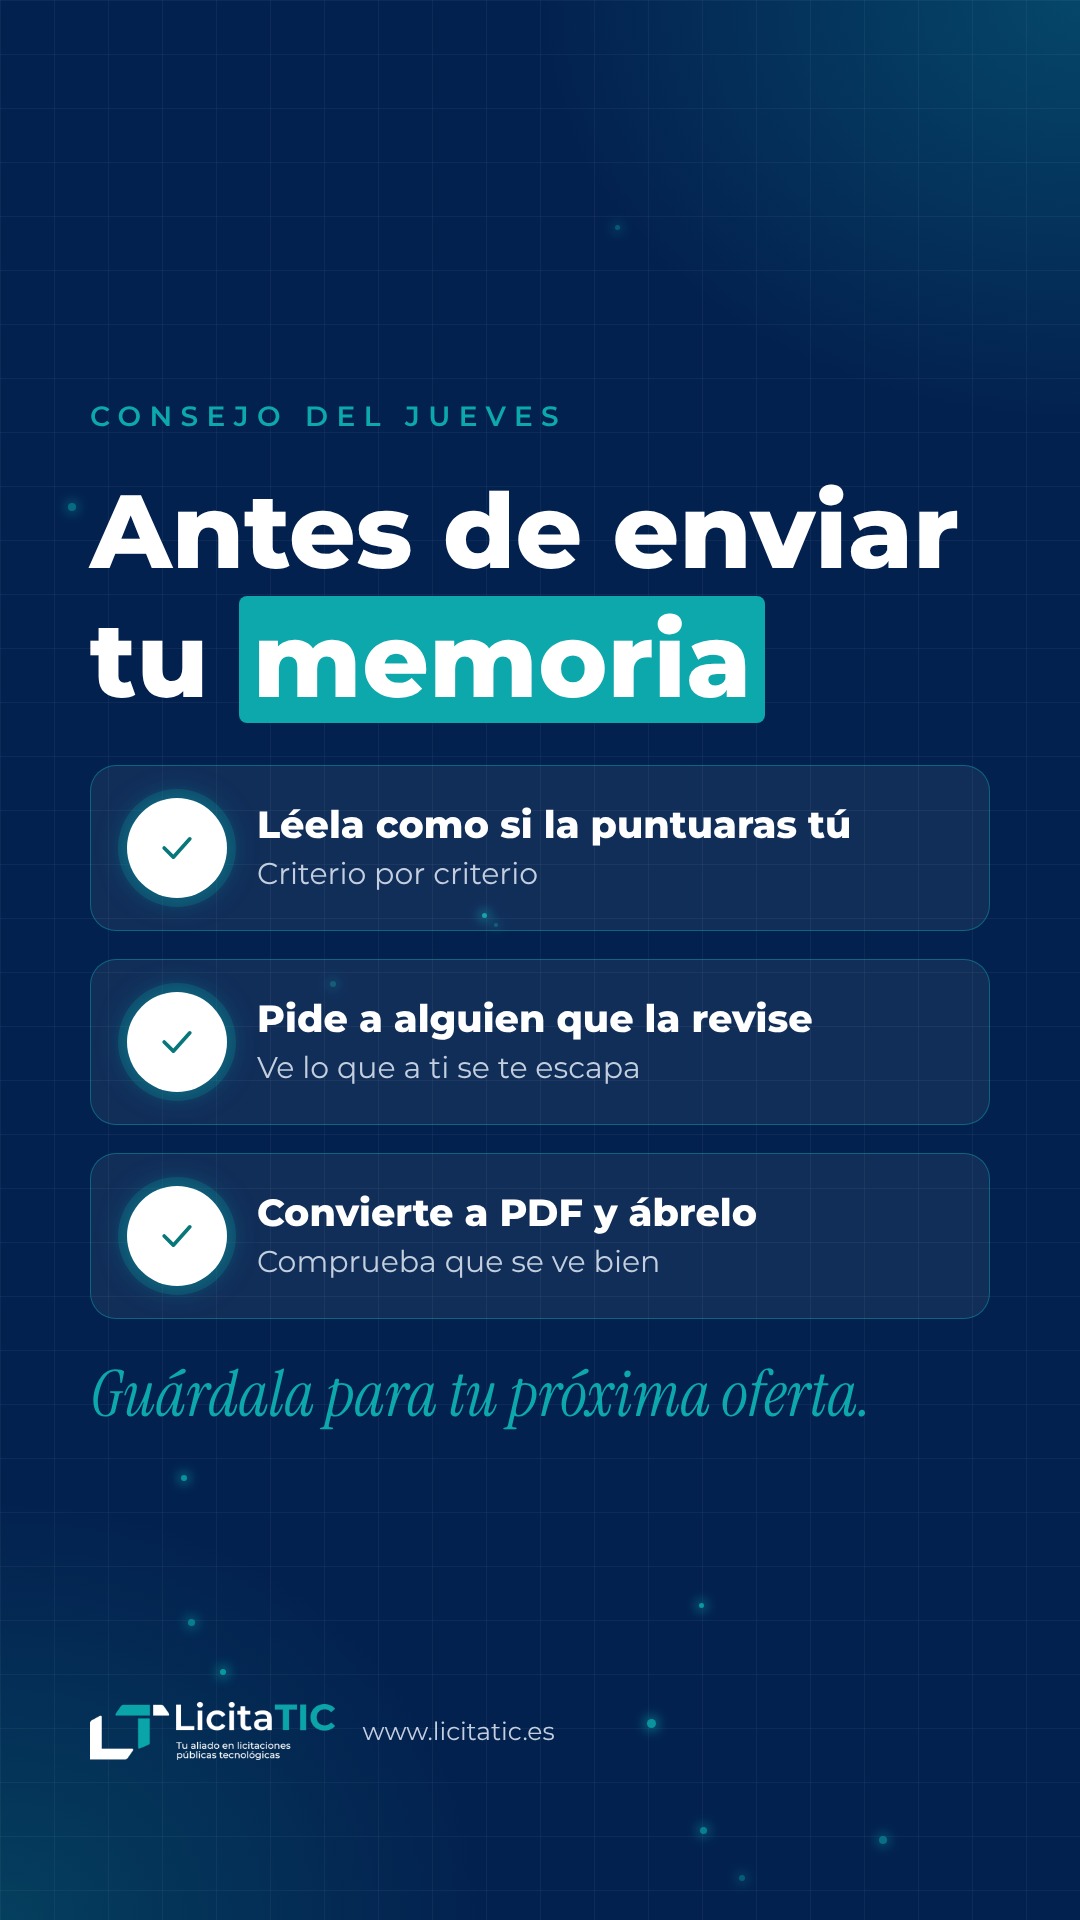 CONSEJO DEL JUEVES
Antes de enviar
tu memoria
Léela como si la puntuaras tú
Criterio por criterio
Pide a alguien que la revise
Ve lo que a ti se te escapa
Convierte a PDF y ábrelo
Comprueba que se ve bien
Guárdala para tu próxima oferta.
LicitaTIC
Tu aliado en licitaciones
públicas tecnológicas
www.licitatic.es